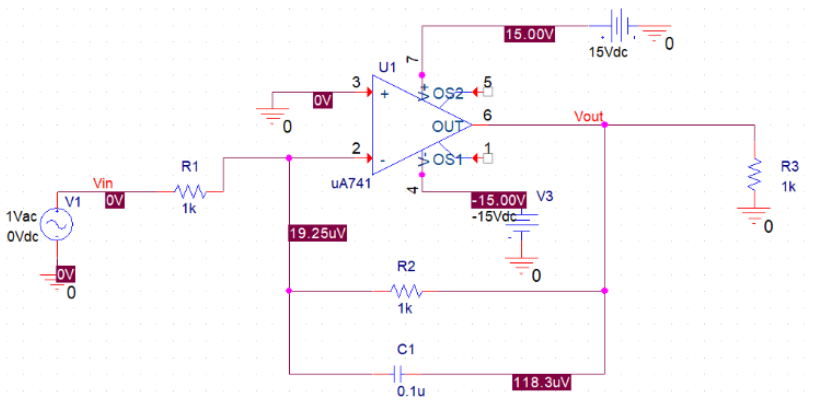 15.00V
15Vdc
0
U1
7
3
+
V+
OS2
5
0V
0
OUT
6
Vout
2
-
V-
OS1
1
uA741
4
-15.00V
-15Vdc
V3
0
R3
1k
0
R1
1k
Vin
0V
V1
1Vac
0Vdc
0V
0
19.25uV
R2
1k
C1
0.1u
118.3uV